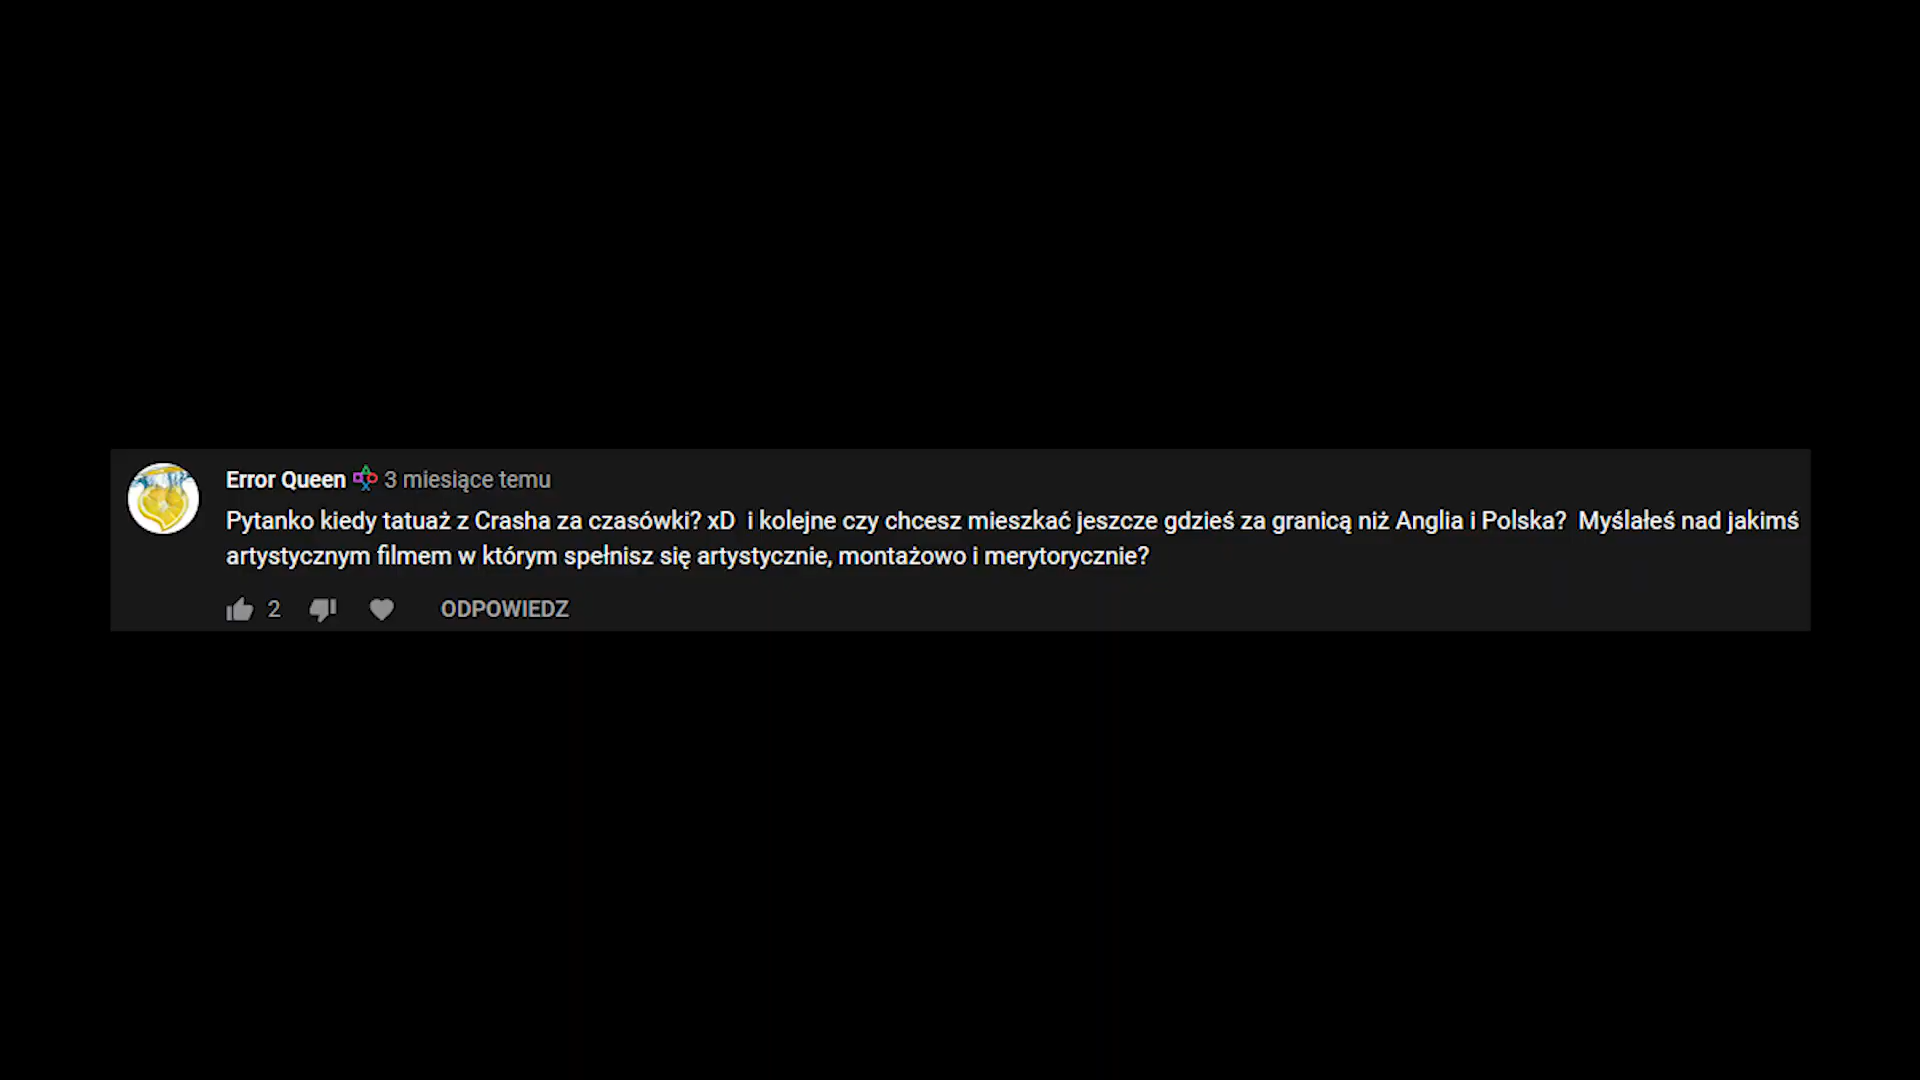 Error Queen 3 miesiące temu
Pytanko kiedy tatuaż z Crasha za czasówki? xD i kolejne czy chcesz mieszkać jeszcze gdzieś za granicą niż Anglia i Polska? Myślałeś nad jakimś
artystycznym filmem w którym spełnisz się artystycznie, montażowo i merytorycznie?
2 ODPOWIEDZ